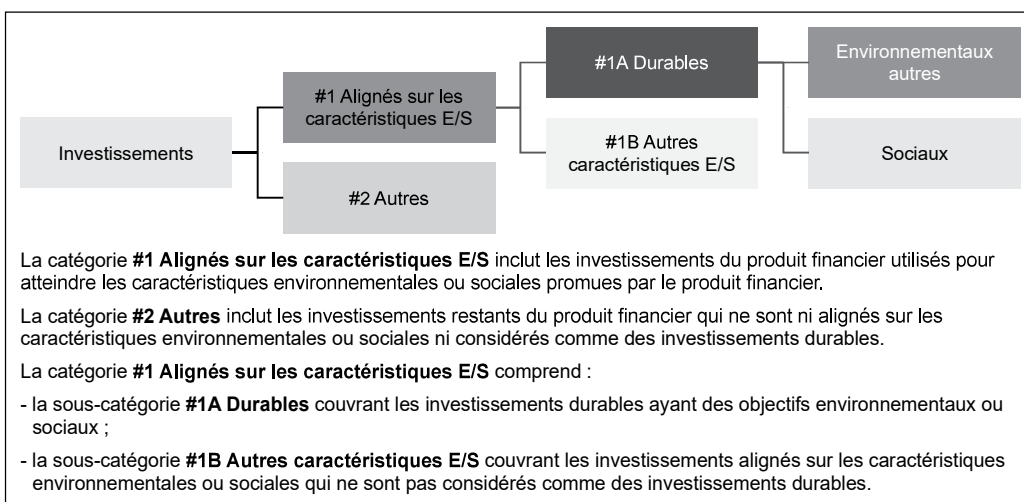 Investissements
#1 Alignés sur les
caractéristiques E/S
#2 Autres
#1A Durables
#1B Autres
caractéristiques E/S
Environnementaux
autres
Sociaux
La catégorie #1 Alignés sur les caractéristiques E/S inclut les investissements du produit financier utilisés pour
atteindre les caractéristiques environnementales ou sociales promues par le produit financier.
La catégorie #2 Autres inclut les investissements restants du produit financier qui ne sont ni alignés sur les
caractéristiques environnementales ou sociales ni considérés comme des investissements durables.
La catégorie #1 Alignés sur les caractéristiques E/S comprend :
- la sous-catégorie #1A Durables couvrant les investissements durables ayant des objectifs environnementaux ou
sociaux ;
- la sous-catégorie #1B Autres caractéristiques E/S couvrant les investissements alignés sur les caractéristiques
environnementales ou sociales qui ne sont pas considérés comme des investissements durables.